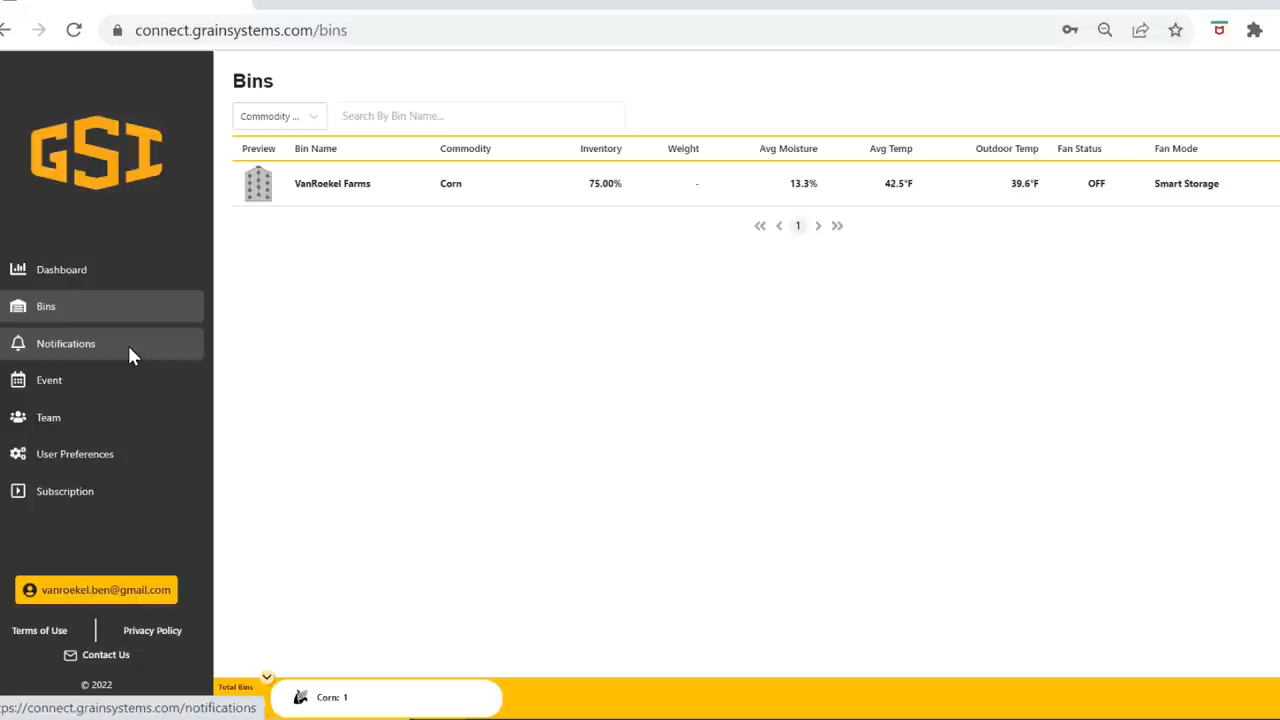 connect.grainsystems.com/bins
GSI
Dashboard
Bins
Notifications
Event
Team
User Preferences
Subscription
vanroekel.ben@gmail.com
Terms of Use
Privacy Policy
Contact Us
© 2022
Bins
Commodity ...
Search By Bin Name...
Preview Bin Name Commodity Inventory Weight Avg Moisture Avg Temp Outdoor Temp Fan Status Fan Mode
VanRoekel Farms Corn 75.00% - 13.3% 42.5°F 39.6°F OFF Smart Storage
1
Total Bins
Corn: 1
ps://connect.grainsystems.com/notifications